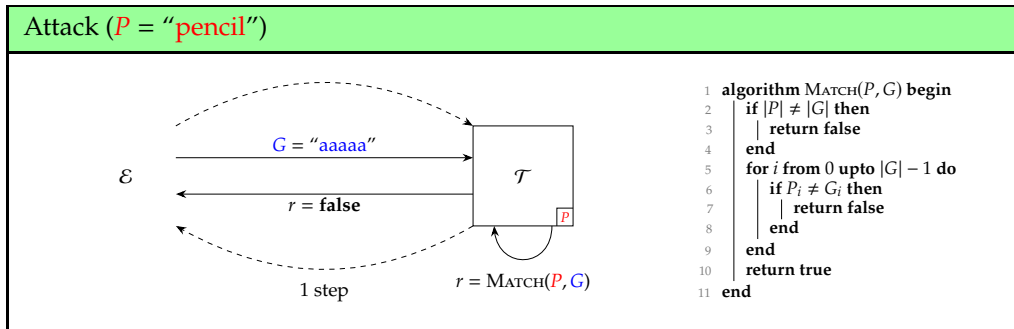 Attack (P = “pencil”)
ℰ
G = “aaaaa”
r = false
1 step
𝒯
P
r = Match(P, G)
1 algorithm Match(P, G) begin
2 if |P| ≠ |G| then
3 return false
4 end
5 for i from 0 upto |G| − 1 do
6 if Pᵢ ≠ Gᵢ then
7 return false
8 end
9 end
10 return true
11 end